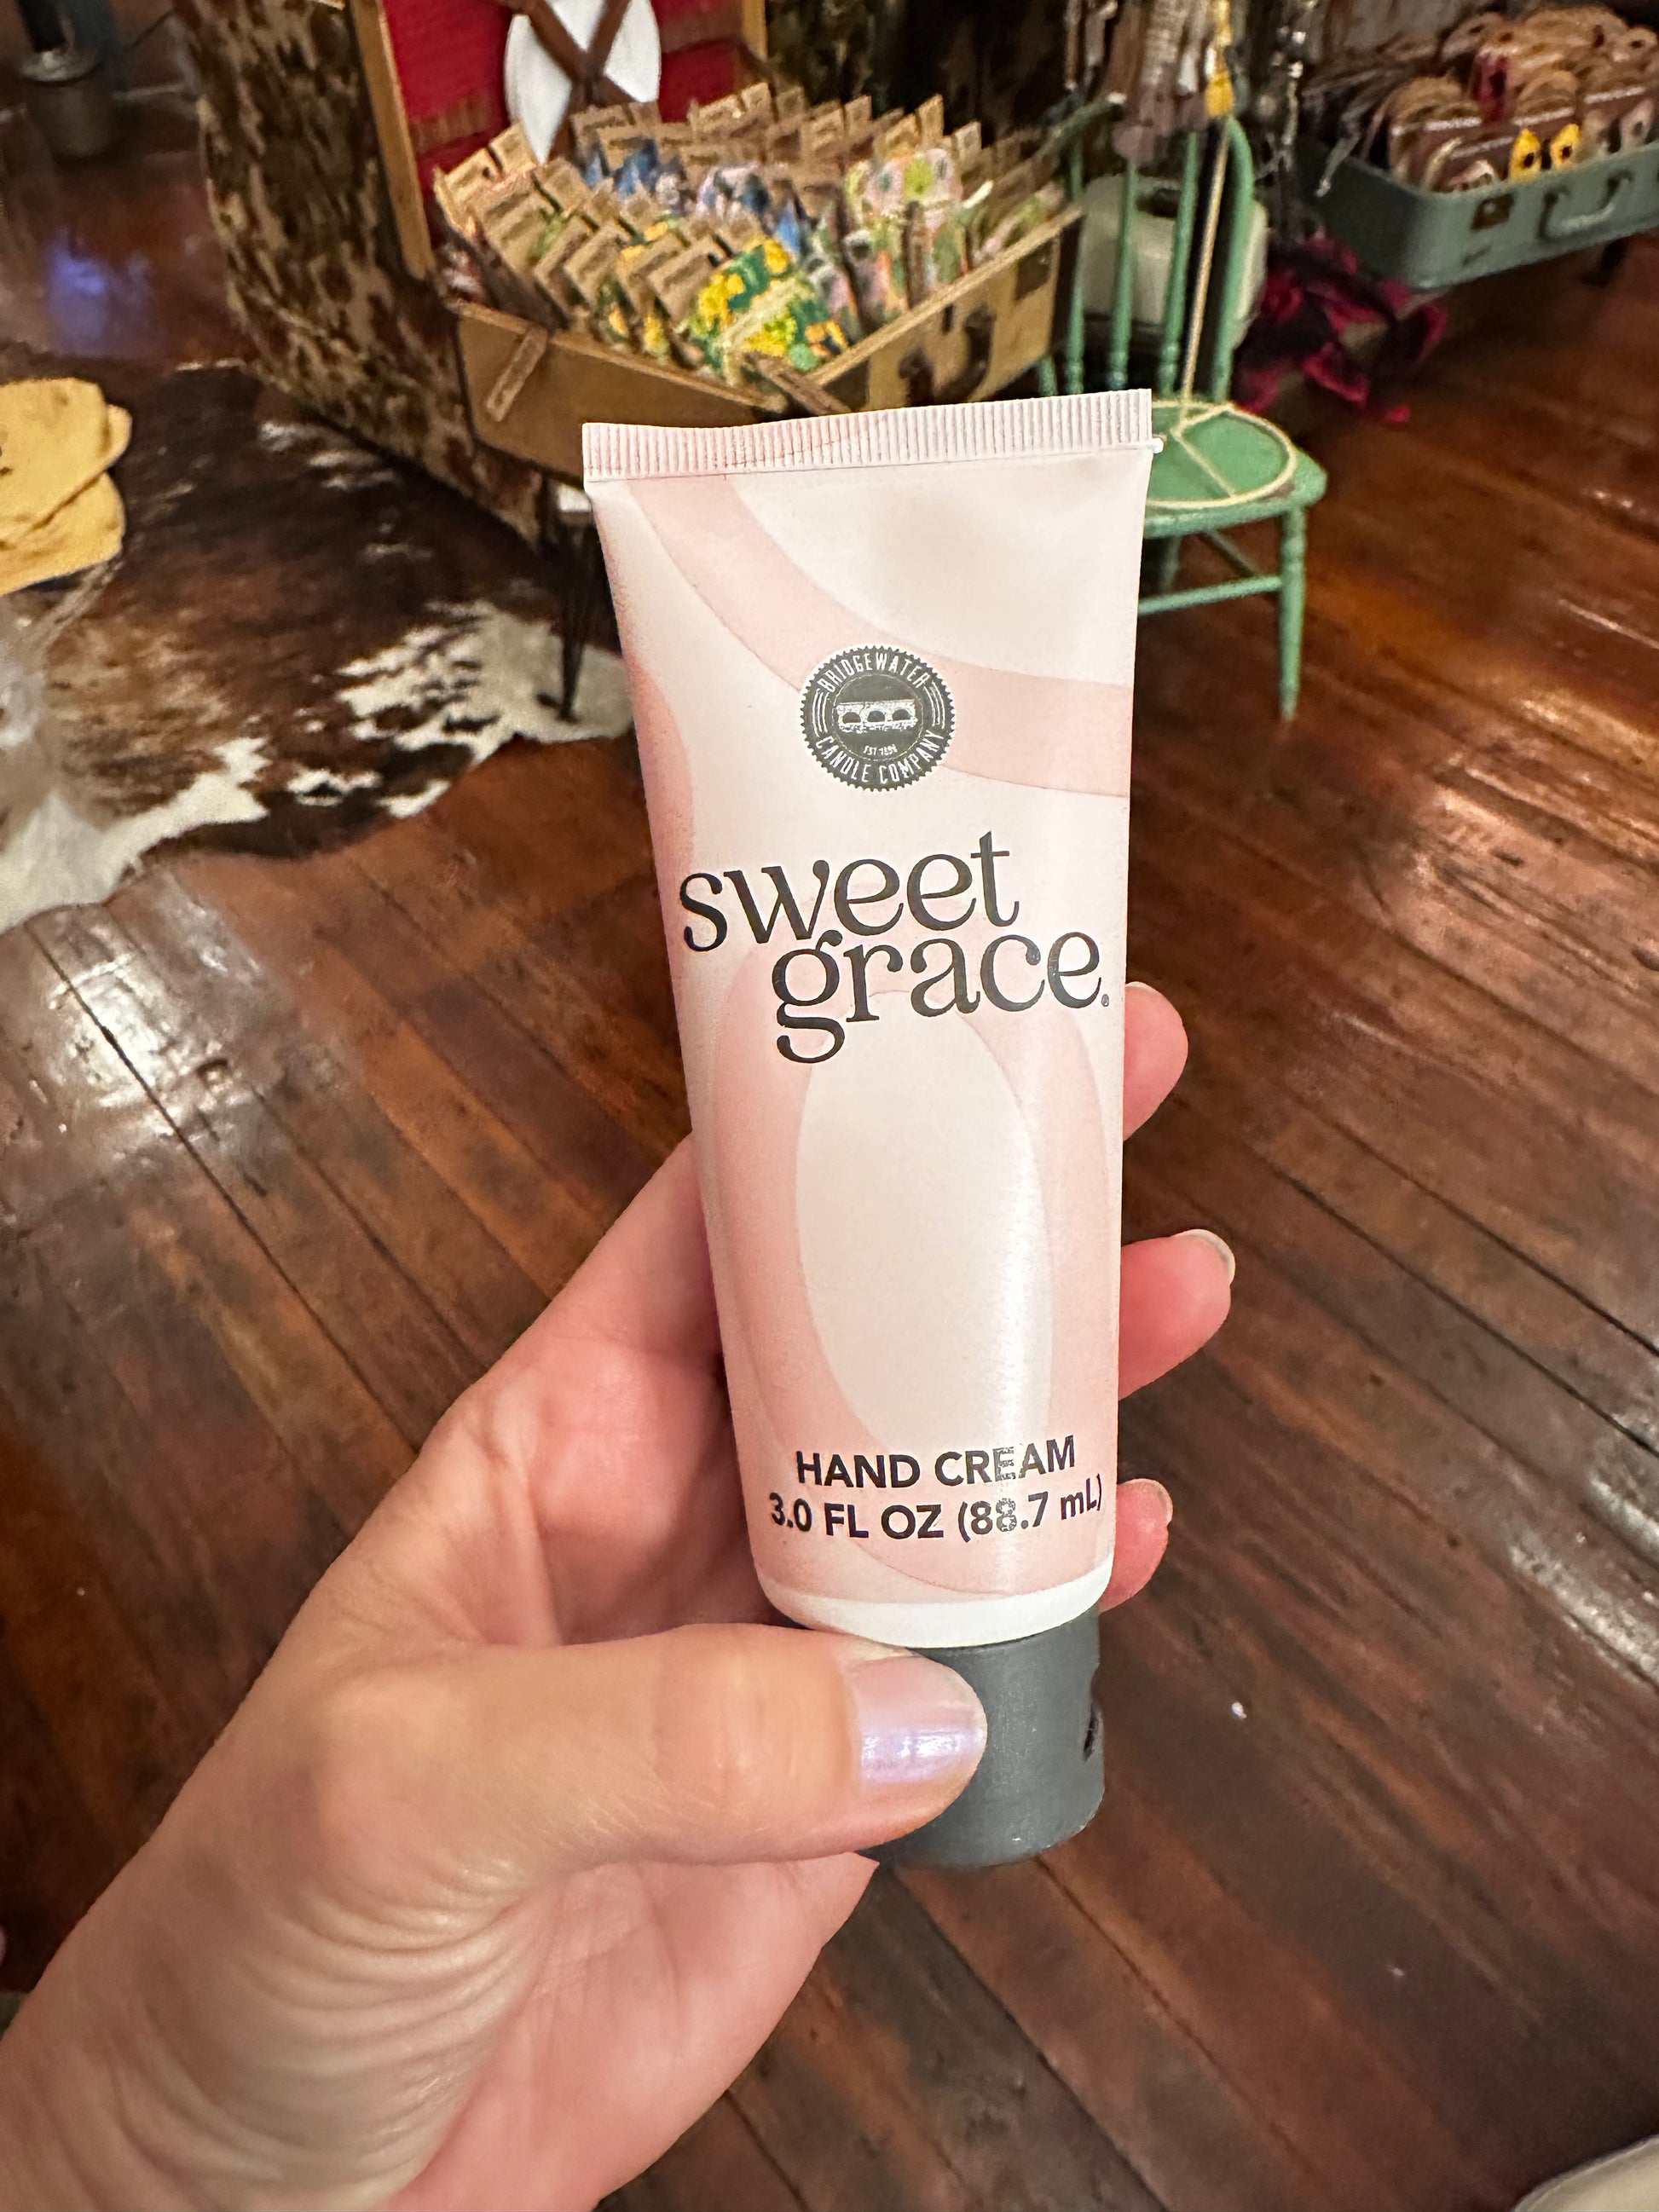 BRIDGEWATER
CANDLE COMPANY
sweet
grace®
HAND CREAM
3.0 FL OZ (88.7 mL)